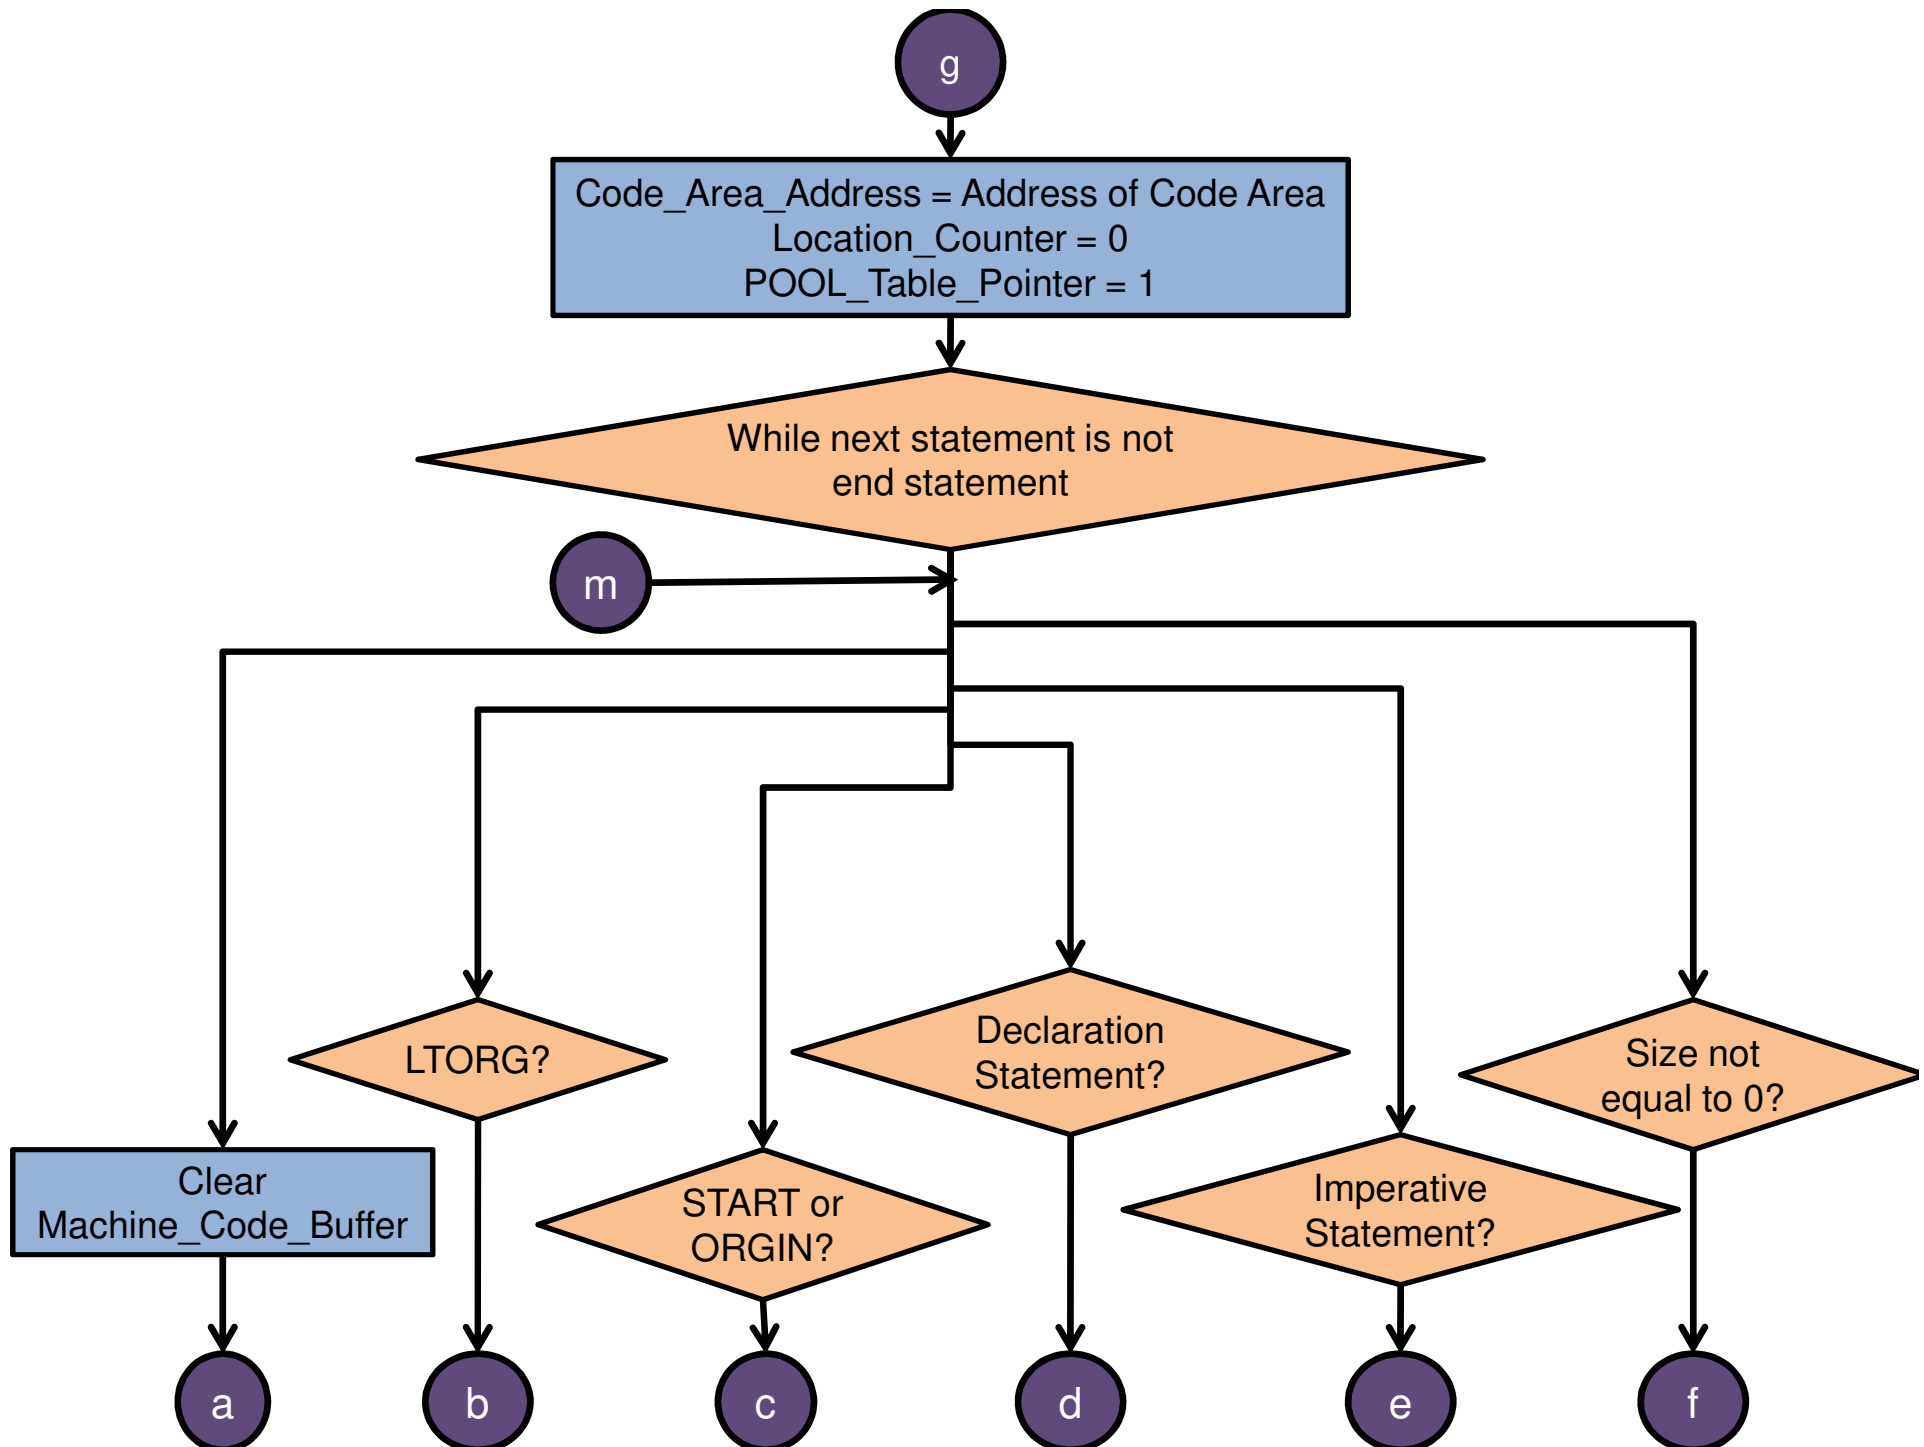 g
Code_Area_Address = Address of Code Area
Location_Counter = 0
POOL_Table_Pointer = 1
While next statement is not
end statement
m
LTORG?
Declaration
Statement?
Size not
equal to 0?
Clear
Machine_Code_Buffer
START or
ORGIN?
Imperative
Statement?
a
b
c
d
e
f